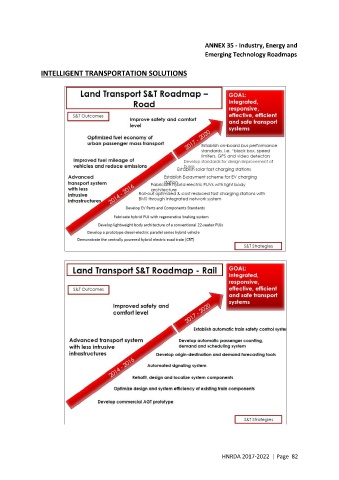 ANNEX 35 - Industry, Energy and
Emerging Technology Roadmaps
INTELLIGENT TRANSPORTATION SOLUTIONS
Land Transport S&T Roadmap –
Road
GOAL:
Integrated,
responsive,
effective, efficient
and safe transport
systems
S&T Outcomes
Improve safety and comfort
level
2017 - 2020
Optimized fuel economy of
urban passenger mass transport
Establish on-board bus performance
standards, i.e. "black box, speed
limiters, GPS and video detectors
Improved fuel mileage of
vehicles and reduce emissions
Develop standards for design/improvement of
Establish solar fast charging stations
Advanced
transport system
with less
intrusive
infrastructures
2014 - 2016
Establish E-payment scheme for EV charging
Fabricate hybrid electric PUVs with light body
architecture
Roll-out optimized & cost reduced fast charging stations with
BMS through integrated network system
Develop EV Parts and Components Standards
Fabricate hybrid PUJ with regenerative braking system
Develop lightweight body architecture of a conventional 22-seater PUJs
Develop a prototype diesel-electric parallel series hybrid vehicle
Demonstrate the centrally powered hybrid electric road train (CRT)
S&T Strategies
Land Transport S&T Roadmap - Rail
GOAL:
Integrated,
responsive,
effective, efficient
and safe transport
systems
S&T Outcomes
Improved safety and
comfort level
2017 - 2020
Establish automatic train safety control syste
Advanced transport system
with less intrusive
infrastructures
Develop automatic passenger counting,
demand and scheduling system
Develop origin-destination and demand forecasting tools
2014 - 2016
Automated signaling system
Retrofit, design and localize system components
Optimize design and system efficiency of existing train components
Develop commercial AGT prototype
S&T Strategies
HNRDA 2017-2022 | Page 82